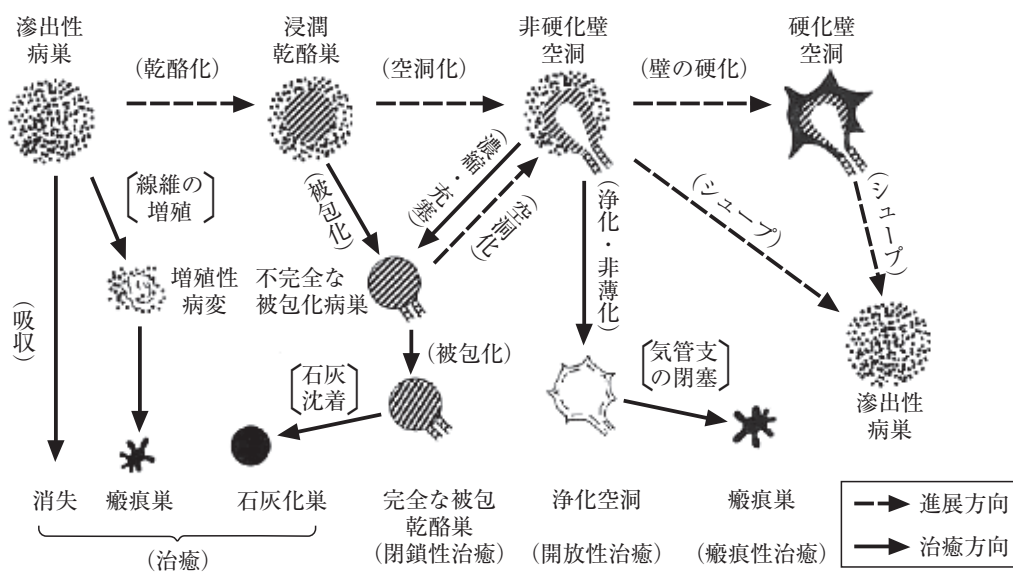 滲出性
病巣
浸潤
乾酪巣
非硬化壁
空洞
硬化壁
空洞
(乾酪化)
(空洞化)
(壁の硬化)
〔線維の
増殖〕
(被包化)
(濃縮・充塞)
(空洞化)
(浄化・非薄化)
(シュープ)
(シュープ)
増殖性
病変
不完全な
被包化病巣
(吸収)
(被包化)
〔石灰
沈着〕
〔気管支
の閉塞〕
滲出性
病巣
消失
瘢痕巣
石灰化巣
完全な被包
乾酪巣
浄化空洞
瘢痕巣
(治癒)
(閉鎖性治癒)
(開放性治癒)
(瘢痕性治癒)
進展方向
治癒方向